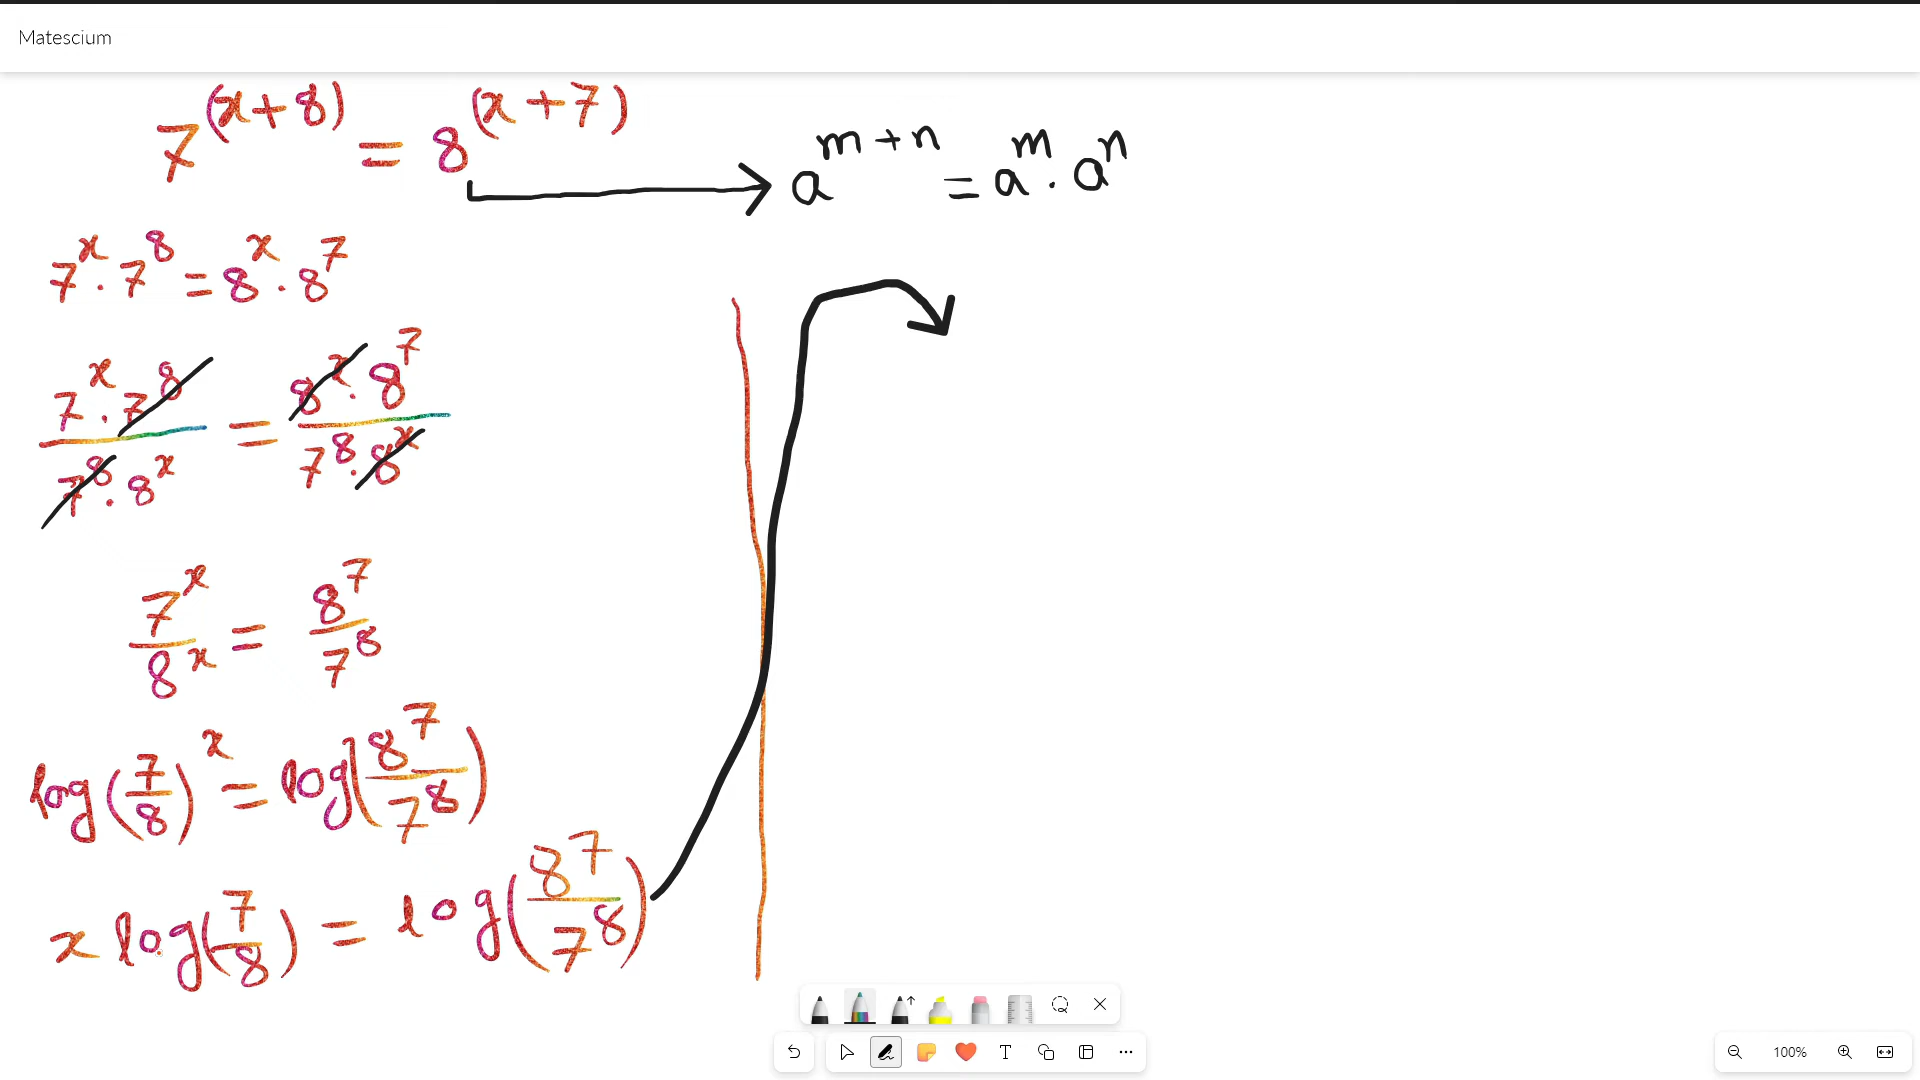 Matescium
7^(x+8) = 8^(x+7)
a^m+n = a^m · a^n
7^x · 7^8 = 8^x · 8^7
7^x · 7^8 / 7^8 · 8^x = 8^x · 8^7 / 7^8 · 8^x
7^x / 8^x = 8^7 / 7^8
log(7/8)^x = log(8^7 / 7^8)
x log(7/8) = log(8^7 / 7^8)
T
100%